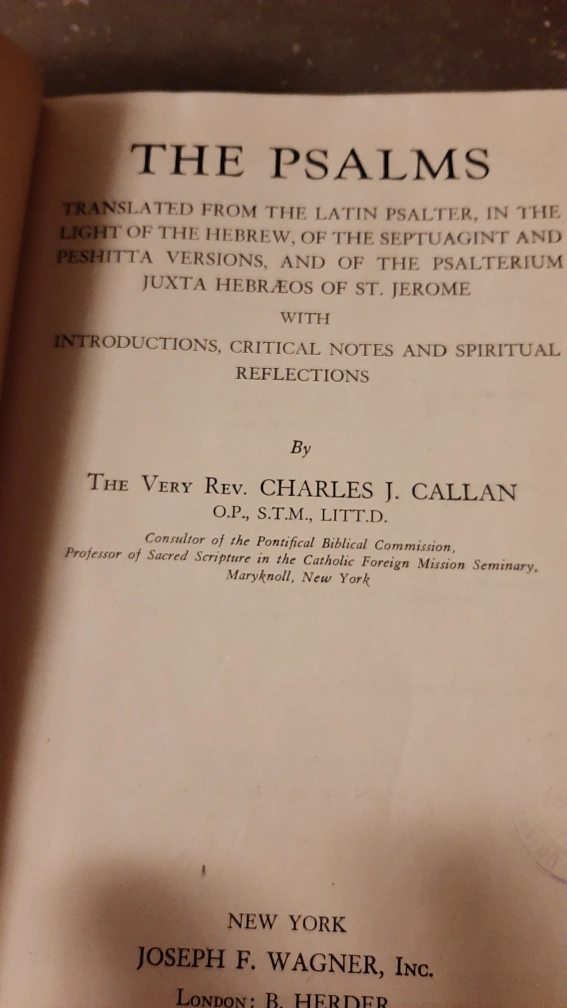 THE PSALMS
TRANSLATED FROM THE LATIN PSALTER, IN THE
LIGHT OF THE HEBREW, OF THE SEPTUAGINT AND
PESHITTA VERSIONS, AND OF THE PSALTERIUM
JUXTA HEBRÆOS OF ST. JEROME
WITH
INTRODUCTIONS, CRITICAL NOTES AND SPIRITUAL
REFLECTIONS
By
THE VERY REV. CHARLES J. CALLAN
O.P., S.T.M., LITT.D.
Consultor of the Pontifical Biblical Commission,
Professor of Sacred Scripture in the Catholic Foreign Mission Seminary,
Maryknoll, New York
NEW YORK
JOSEPH F. WAGNER, INC.
LONDON: B. HERDER